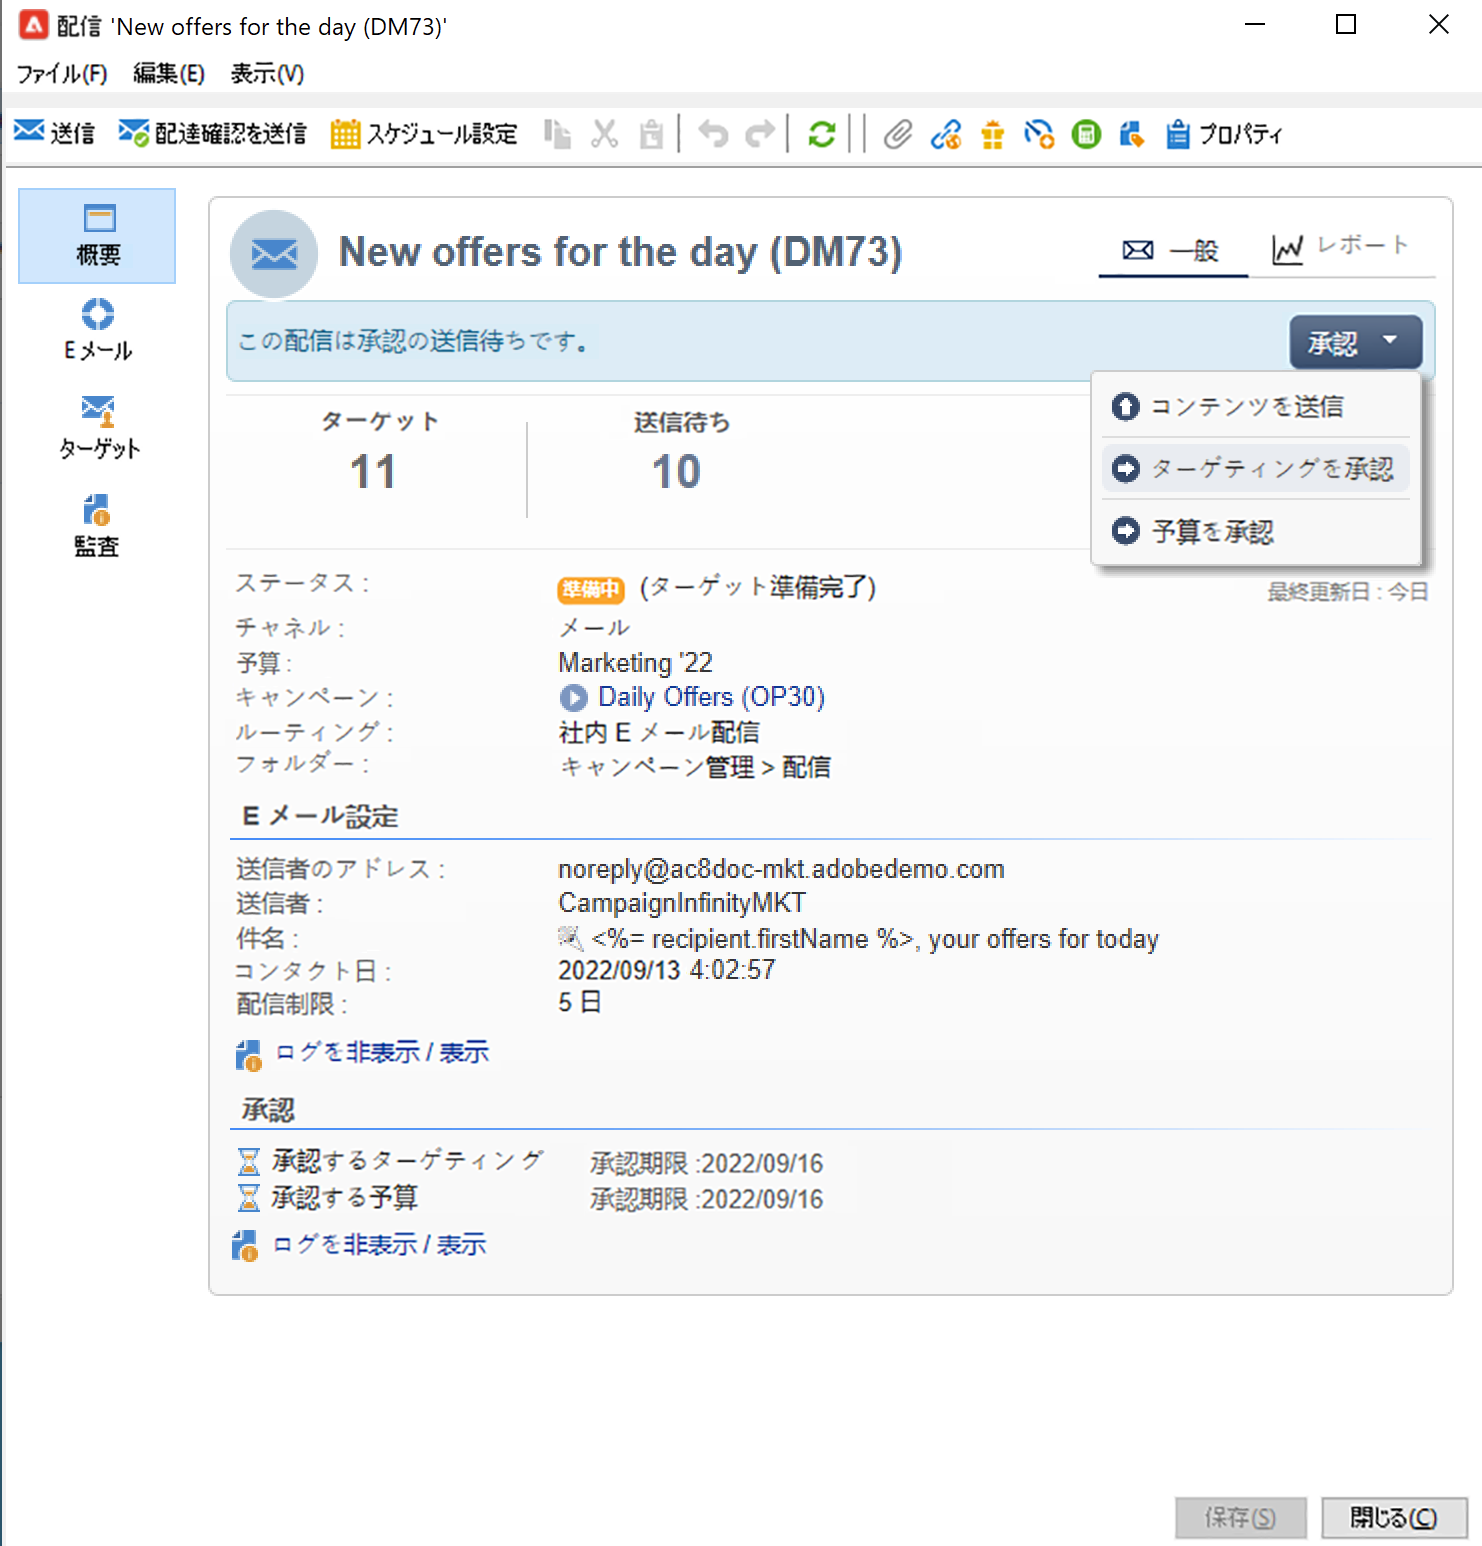 配信 'New offers for the day (DM73)'
ファイル(F) 編集(E) 表示(V)
送信 配達確認を送信 スケジュール設定 プロパティ
概要
E メール
ターゲット
監査
New offers for the day (DM73)
一般 レポート
この配信は承認の送信待ちです。
承認
コンテンツを送信
ターゲティングを承認
予算を承認
ターゲット 送信待ち
11 10
最終更新日 : 今日
ステータス : 準備中 (ターゲット準備完了)
チャネル : メール
予算 : Marketing '22
キャンペーン : Daily Offers (OP30)
ルーティング : 社内 E メール配信
フォルダー : キャンペーン管理 > 配信
E メール設定
送信者のアドレス : noreply@ac8doc-mkt.adobedemo.com
送信者 : CampaignInfinityMKT
件名 : <%= recipient.firstName %>, your offers for today
コンタクト日 : 2022/09/13 4:02:57
配信制限 : 5 日
ログを非表示 / 表示
承認
承認するターゲティング 承認期限 :2022/09/16
承認する予算 承認期限 :2022/09/16
ログを非表示 / 表示
保存(S) 閉じる(C)